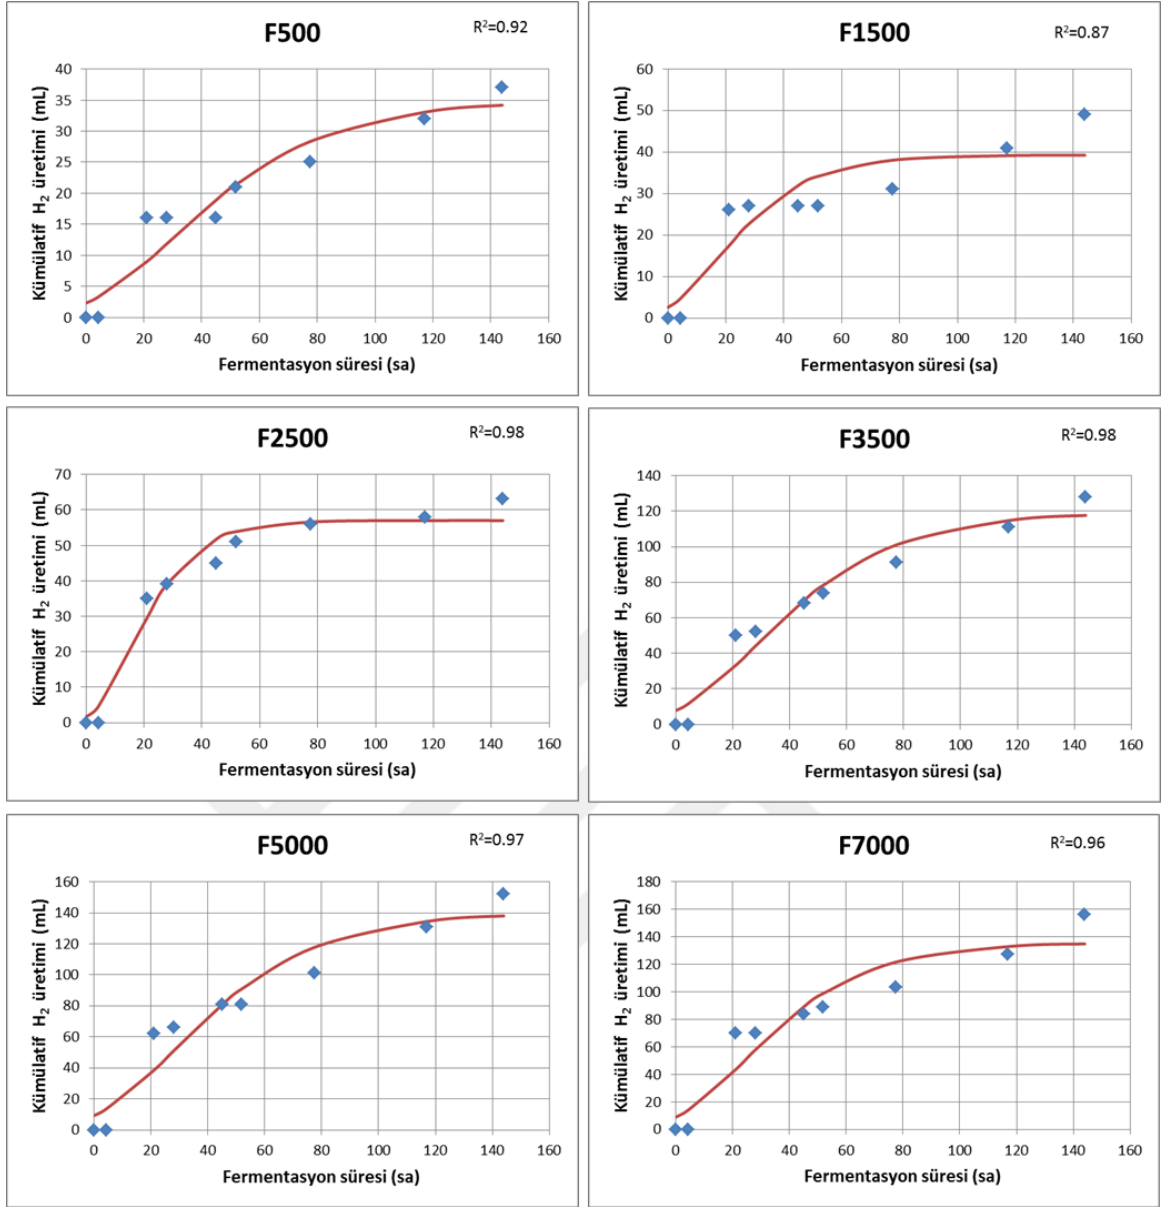 F500
R²=0.92
Kümülatif H₂ üretimi (mL)
40
35
30
25
20
15
10
5
0
0 20 40 60 80 100 120 140 160
Fermentasyon süresi (sa)
F1500
R²=0.87
Kümülatif H₂ üretimi (mL)
60
50
40
30
20
10
0
0 20 40 60 80 100 120 140 160
Fermentasyon süresi (sa)
F2500
R²=0.98
Kümülatif H₂ üretimi (mL)
70
60
50
40
30
20
10
0
0 20 40 60 80 100 120 140 160
Fermentasyon süresi (sa)
F3500
R²=0.98
Kümülatif H₂ üretimi (mL)
140
120
100
80
60
40
20
0
0 20 40 60 80 100 120 140 160
Fermentasyon süresi (sa)
F5000
R²=0.97
Kümülatif H₂ üretimi (mL)
160
140
120
100
80
60
40
20
0
0 20 40 60 80 100 120 140 160
Fermentasyon süresi (sa)
F7000
R²=0.96
Kümülatif H₂ üretimi (mL)
180
160
140
120
100
80
60
40
20
0
0 20 40 60 80 100 120 140 160
Fermentasyon süresi (sa)